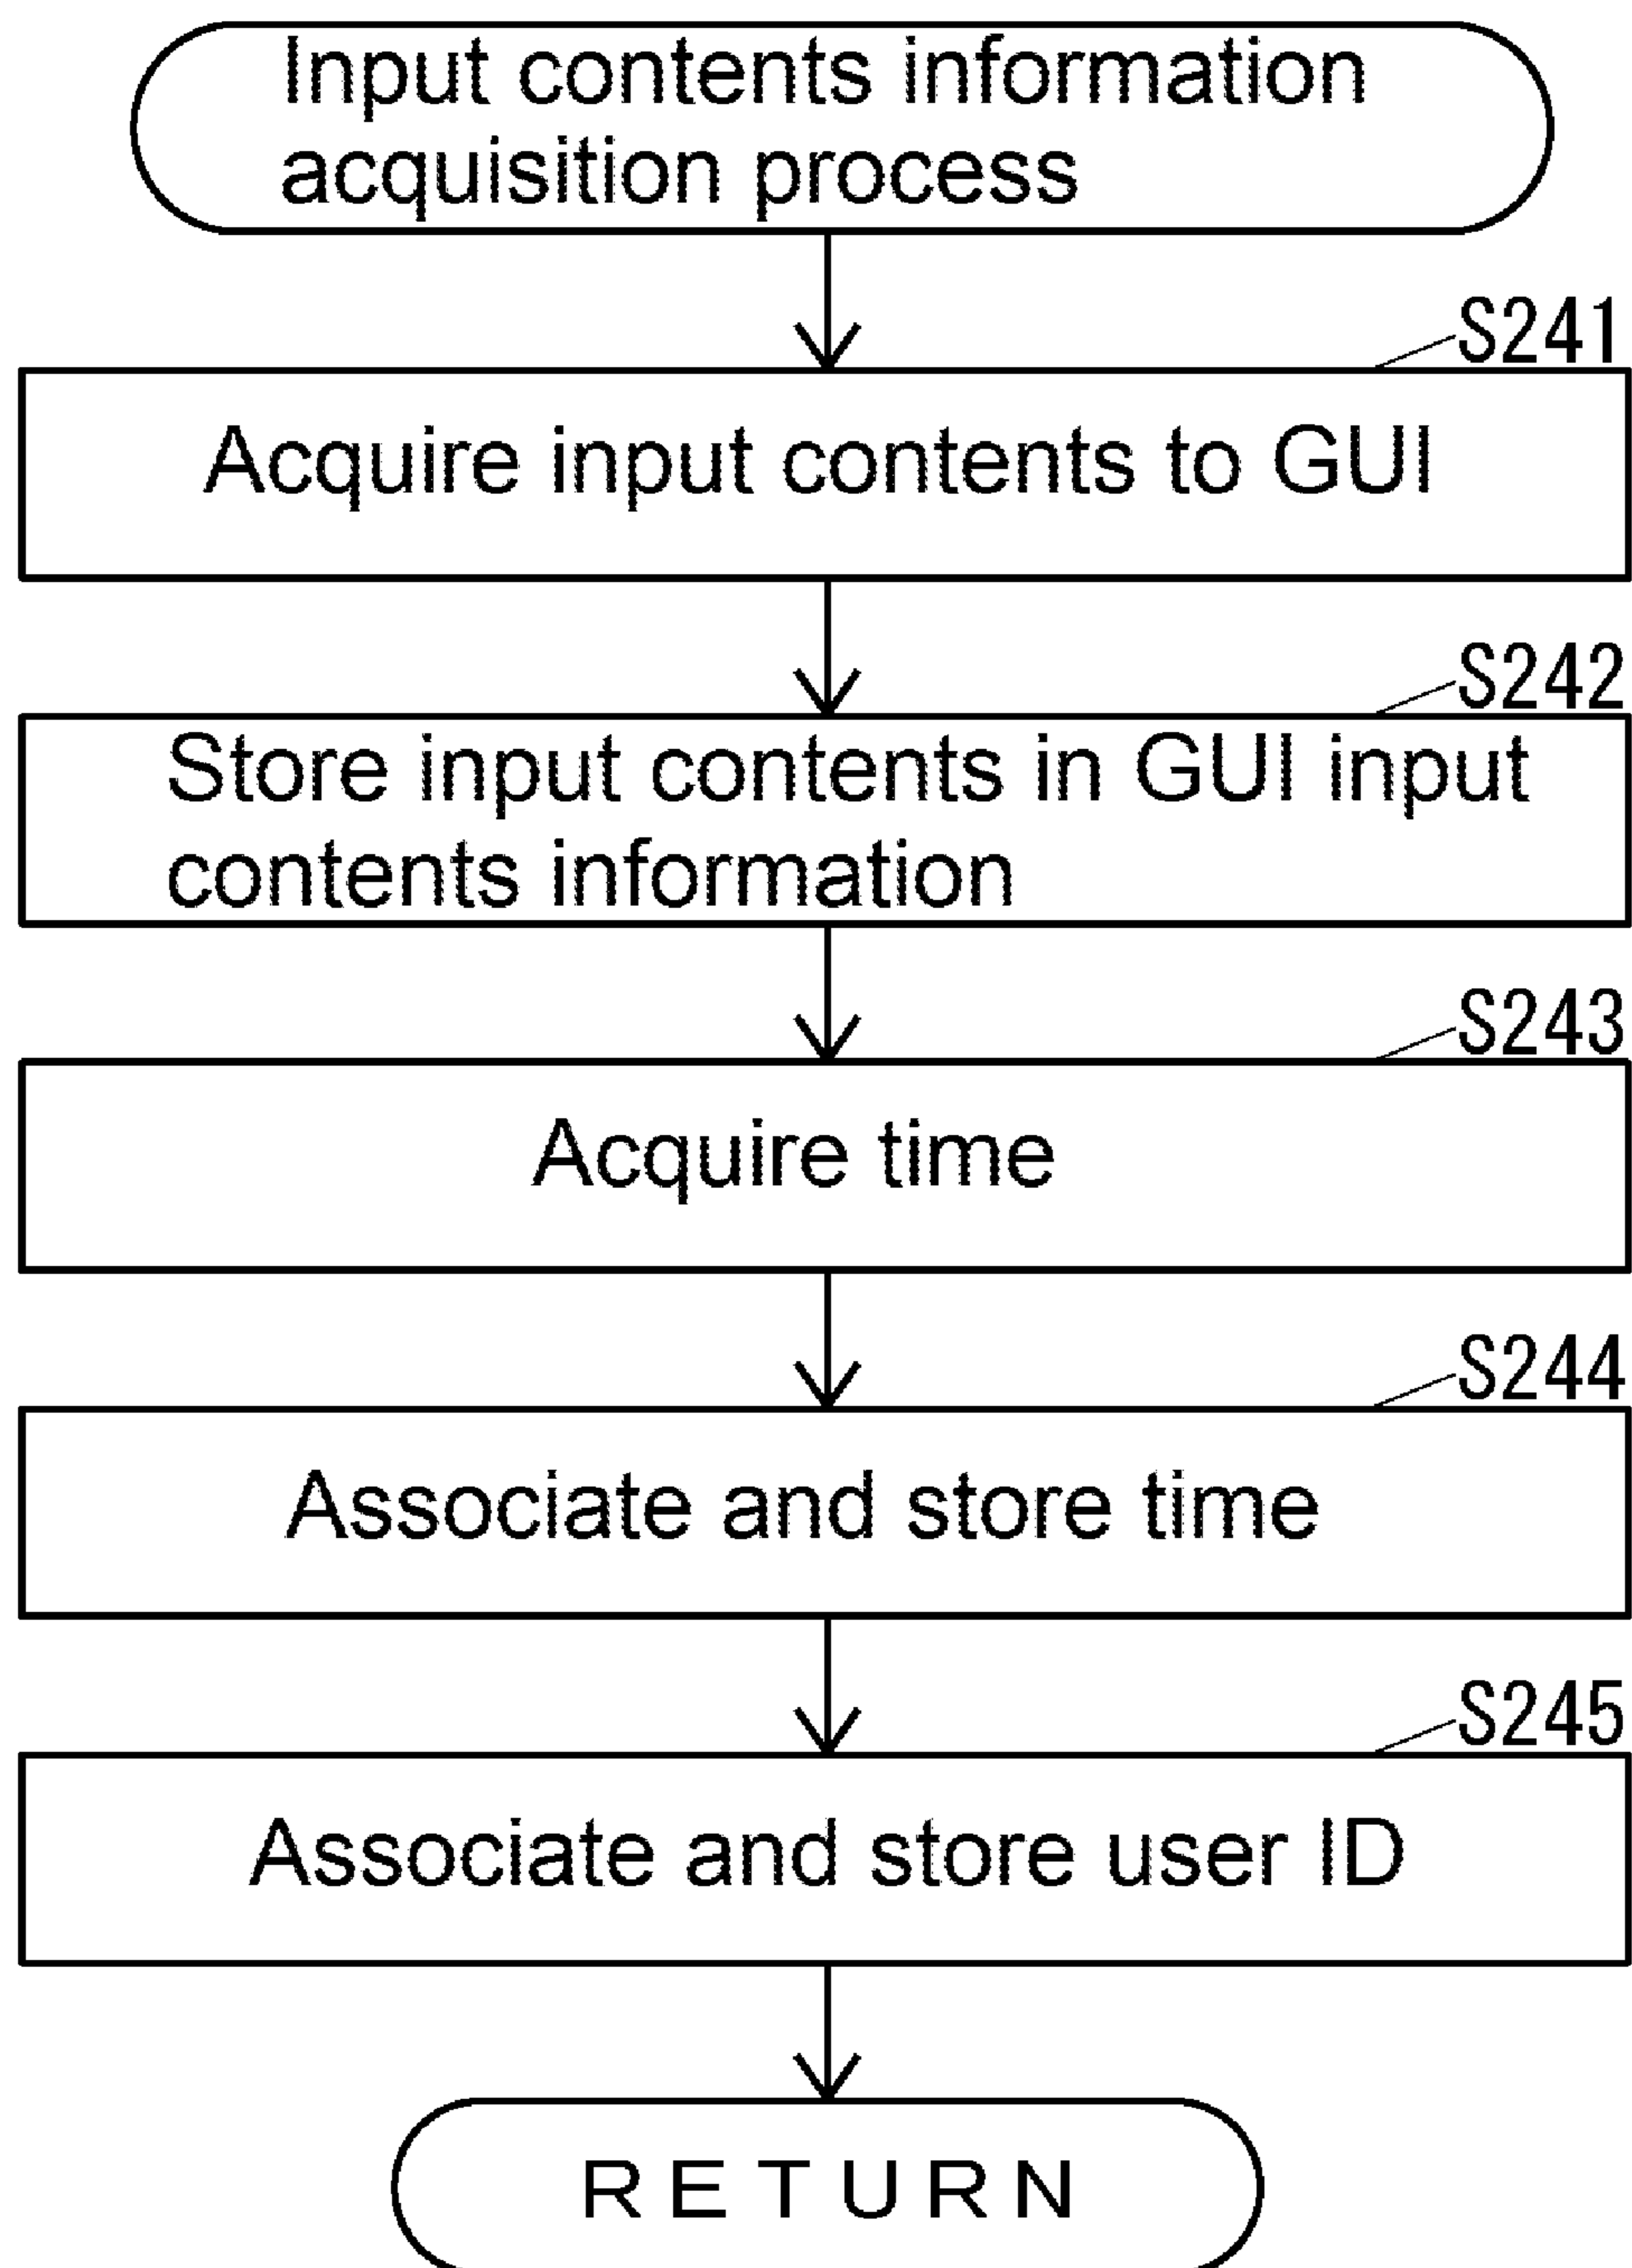 Input contents information
acquisition process
S241
Acquire input contents to GUI
S242
Store input contents in GUI input
contents information
S243
Acquire time
S244
Associate and store time
S245
Associate and store user ID
RETURN